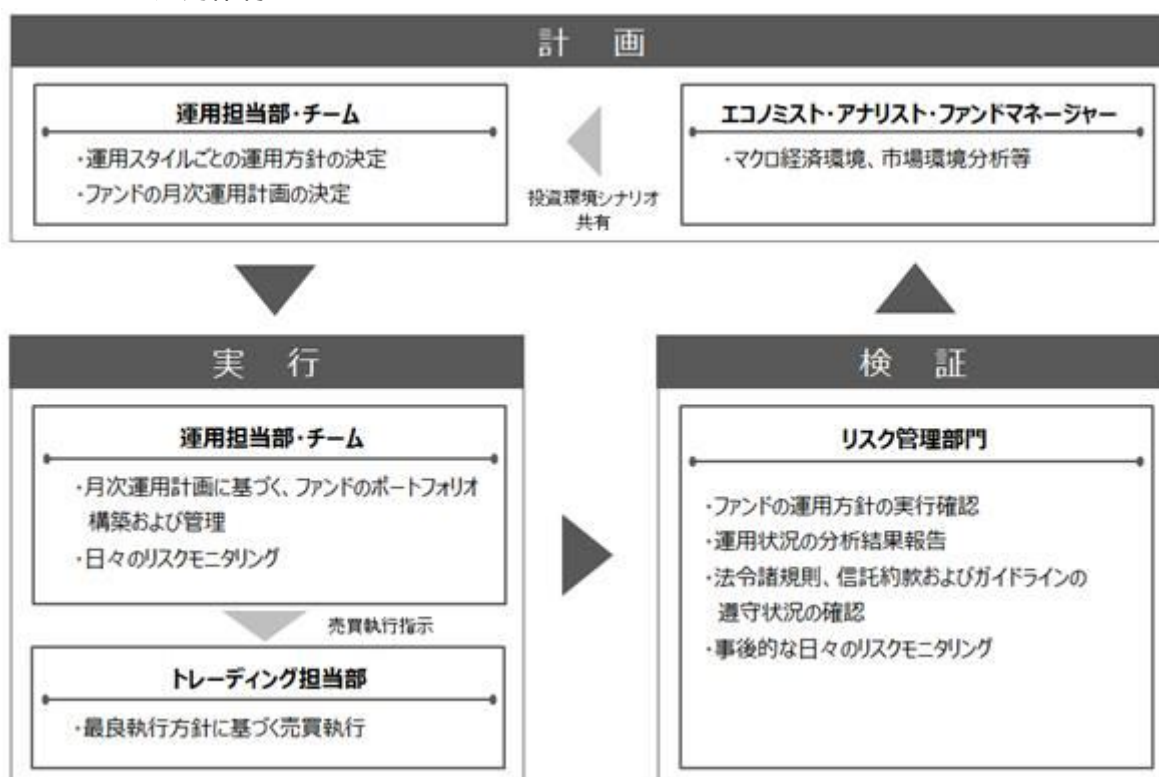 計 画
運用担当部・チーム
・運用スタイルごとの運用方針の決定
・ファンドの月次運用計画の決定
投資環境シナリオ
共有
エコノミスト・アナリスト・ファンドマネージャー
・マクロ経済環境、市場環境分析等
実 行
運用担当部・チーム
・月次運用計画に基づく、ファンドのポートフォリオ
構築および管理
・日々のリスクモニタリング
売買執行指示
トレーディング担当部
・最良執行方針に基づく売買執行
検 証
リスク管理部門
・ファンドの運用方針の実行確認
・運用状況の分析結果報告
・法令諸規則、信託約款およびガイドラインの
遵守状況の確認
・事後的な日々のリスクモニタリング